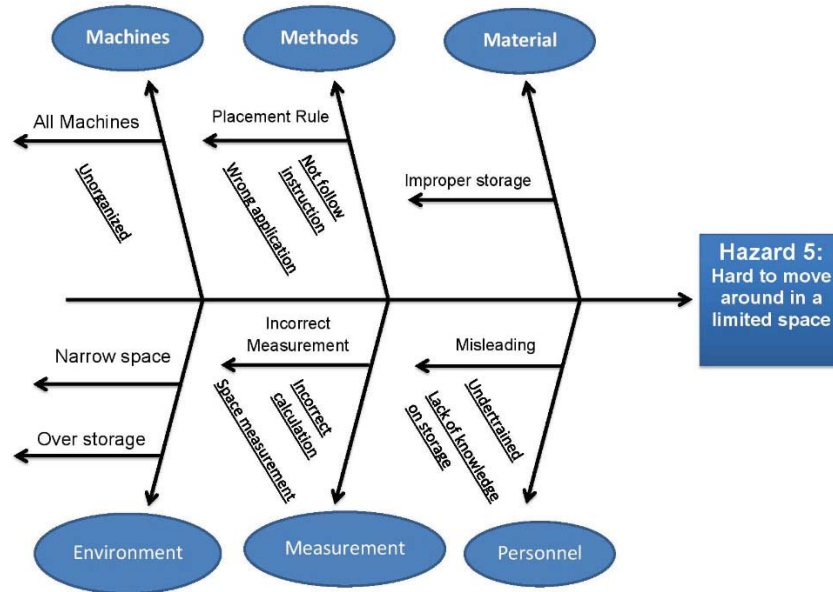 Machines
Methods
Material
All Machines
Unorganized
Placement Rule
Not follow
instruction
Wrong application
Improper storage
Hazard 5:
Hard to move
around in a
limited space
Narrow space
Over storage
Incorrect
Measurement
Incorrect
calculation
Space measurement
Misleading
Undertrained
Lack of knowledge
on storage
Environment
Measurement
Personnel